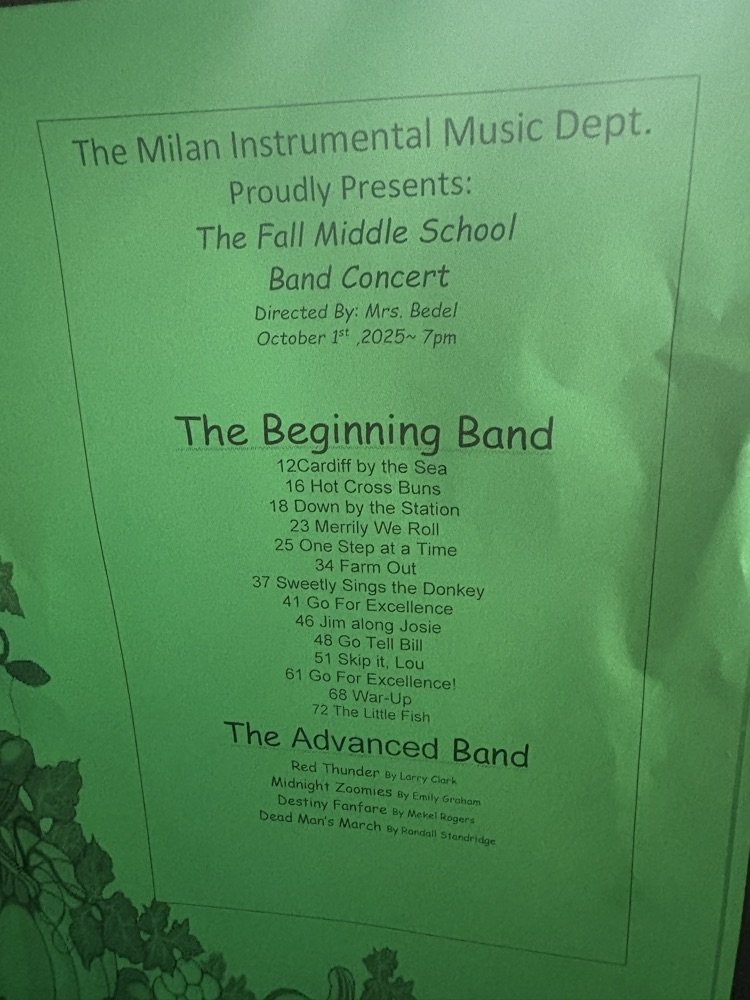 The Milan Instrumental Music Dept.
Proudly Presents:
The Fall Middle School
Band Concert
Directed By: Mrs. Bedel
October 1st ,2025~ 7pm
The Beginning Band
12Cardiff by the Sea
16 Hot Cross Buns
18 Down by the Station
23 Merrily We Roll
25 One Step at a Time
34 Farm Out
37 Sweetly Sings the Donkey
41 Go For Excellence
46 Jim along Josie
48 Go Tell Bill
51 Skip it, Lou
61 Go For Excellence!
68 War-Up
72 The Little Fish
The Advanced Band
Red Thunder By Larry Clark
Midnight Zoomies By Emily Graham
Destiny Fanfare By Mekel Rogers
Dead Man's March By Randall Standridge